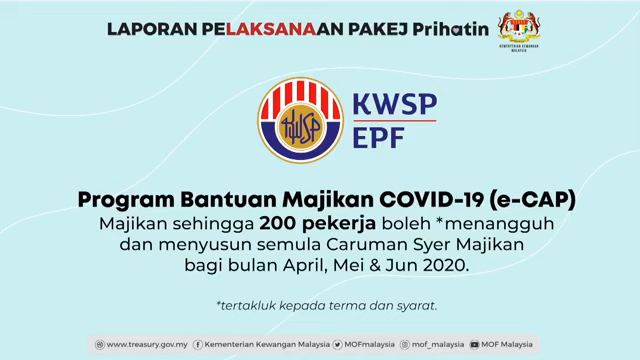 LAPORAN PELAKSANAAN PAKEJ Prihatin
KEMENTERIAN KEWANGAN
MALAYSIA
KWSP
KWSP
EPF
Program Bantuan Majikan COVID-19 (e-CAP)
Majikan sehingga 200 pekerja boleh *menangguh
dan menyusun semula Caruman Syer Majikan
bagi bulan April, Mei & Jun 2020.
*tertakluk kepada terma dan syarat.
www.treasury.gov.my Kementerian Kewangan Malaysia MOFmalaysia mof_malaysia MOF Malaysia